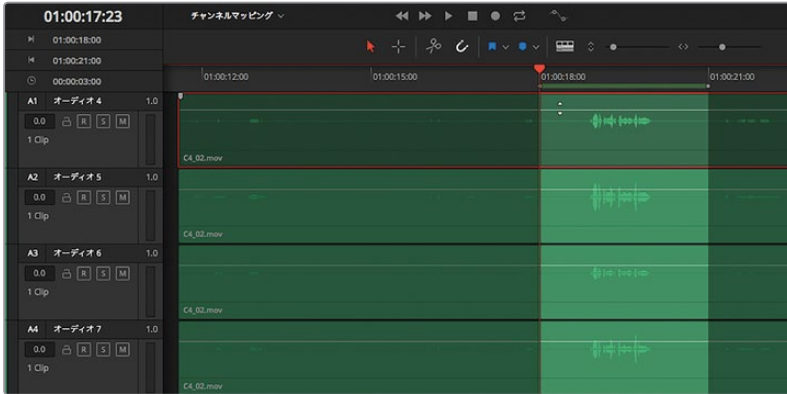 01:00:17:23
チャンネルマッピング
01:00:18:00
01:00:21:00
00:00:03:00
01:00:12:00
01:00:15:00
01:00:18:00
01:00:21:00
A1 オーディオ 4 1.0
0.0 R S M
1 Clip
C4_02.mov
A2 オーディオ 5 1.0
0.0 R S M
1 Clip
C4_02.mov
A3 オーディオ 6 1.0
0.0 R S M
1 Clip
C4_02.mov
A4 オーディオ 7 1.0
0.0 R S M
1 Clip
C4_02.mov